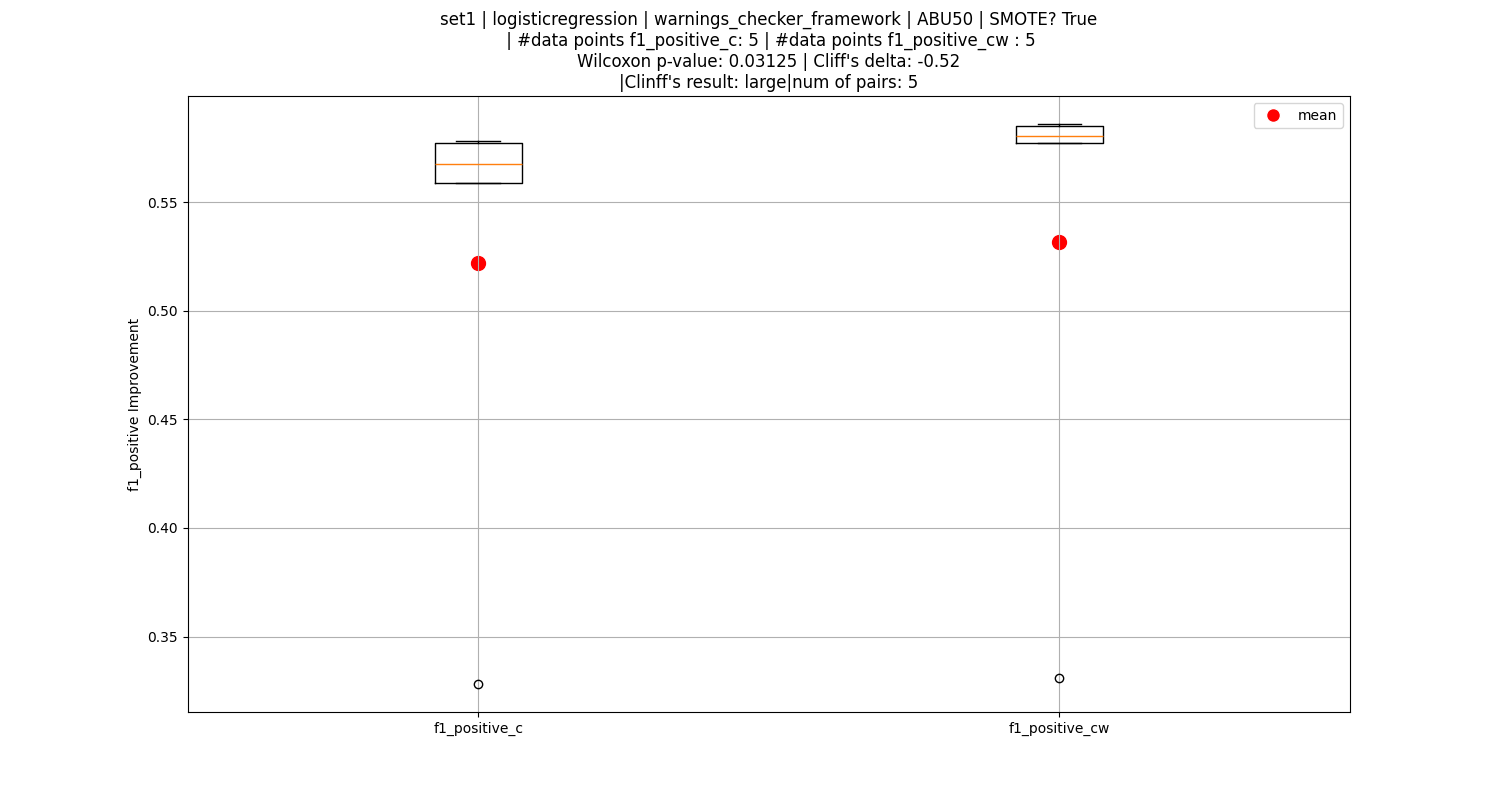 set1 | logisticregression | warnings_checker_framework | ABU50 | SMOTE? True
| #data points f1_positive_c: 5 | #data points f1_positive_cw : 5
Wilcoxon p-value: 0.03125 | Cliff's delta: -0.52
|Clinff's result: large|num of pairs: 5
mean
f1_positive Improvement
0.55
0.50
0.45
0.40
0.35
f1_positive_c
f1_positive_cw